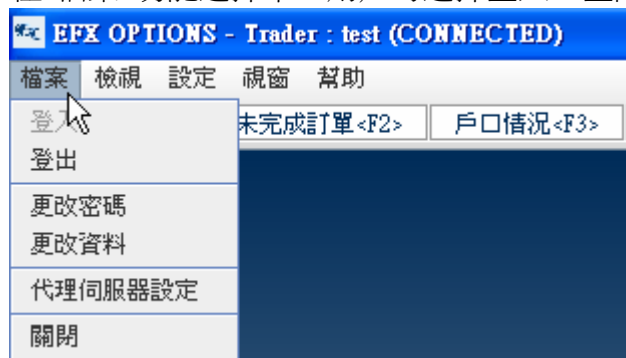 EFX OPTIONS - Trader : test (CONNECTED)
檔案 檢視 設定 視窗 幫助
登入 未完成訂單<F2> 戶口情況<F3>
登出
更改密碼
更改資料
代理伺服器設定
關閉